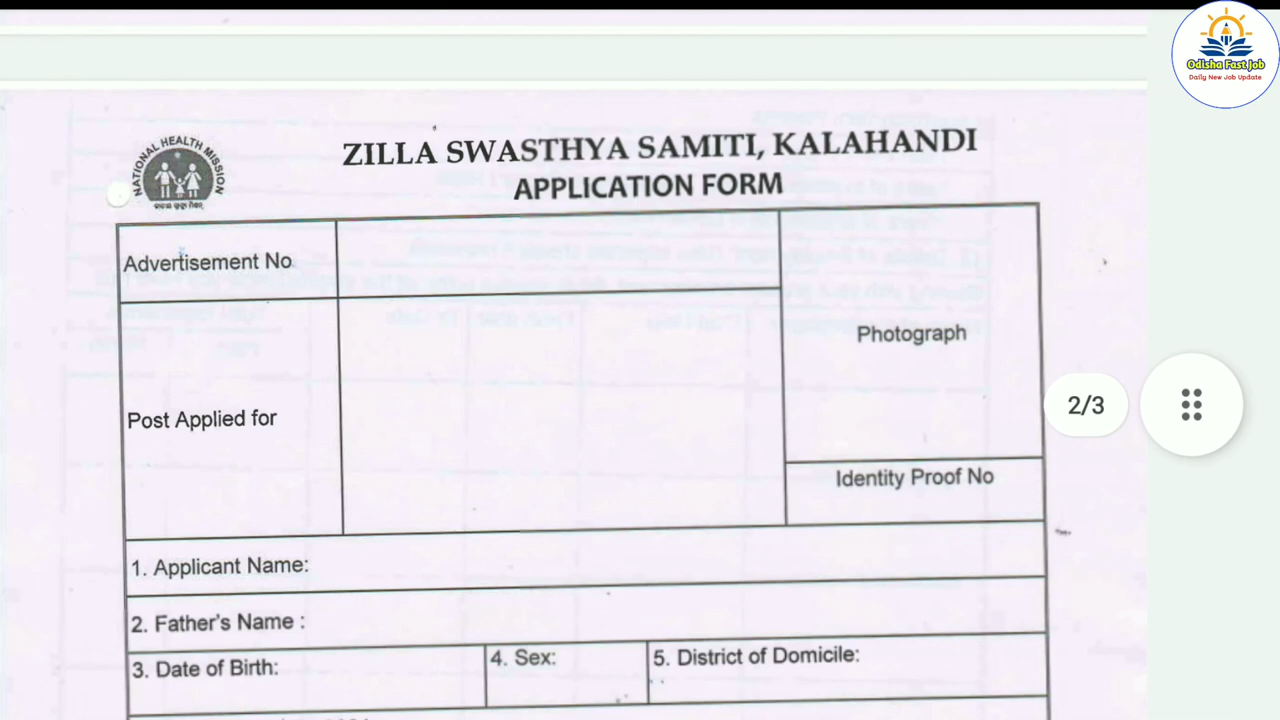 Odisha Fast Job
Daily New Job Update
NATIONAL HEALTH MISSION
ZILLA SWASTHYA SAMITI, KALAHANDI
APPLICATION FORM
Advertisement No
Photograph
Post Applied for
Identity Proof No
2/3
1. Applicant Name:
2. Father's Name :
3. Date of Birth:
4. Sex:
5. District of Domicile: